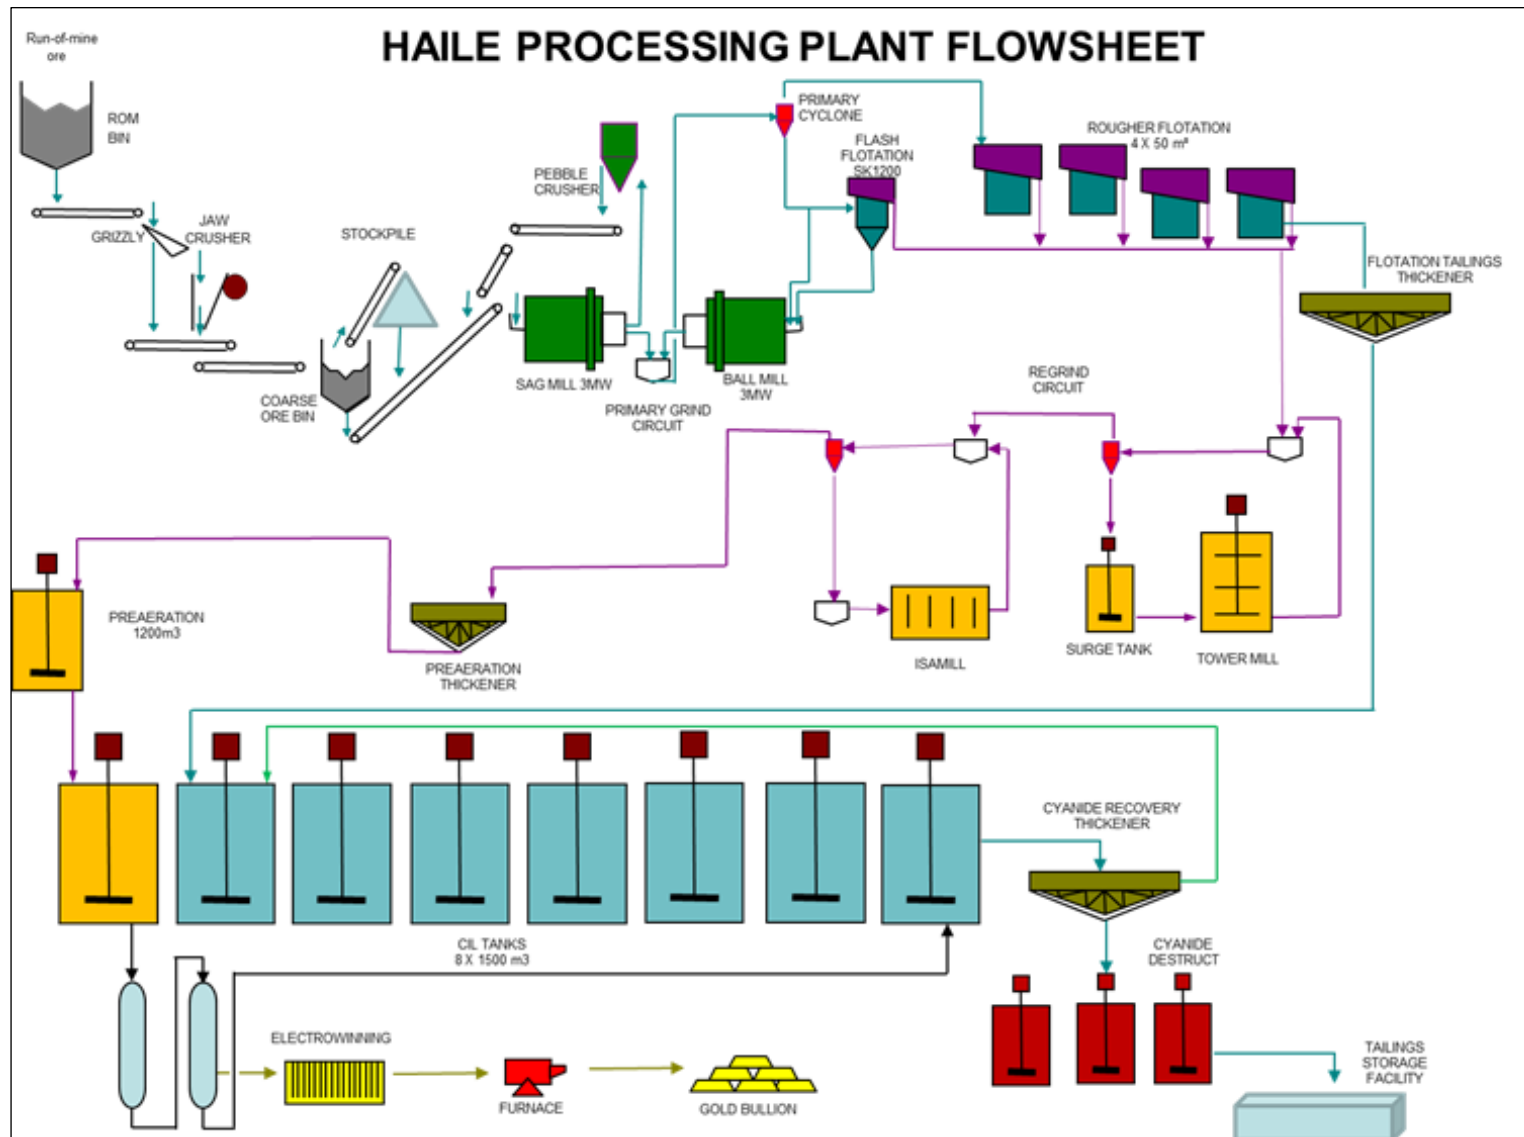 HAILE PROCESSING PLANT FLOWSHEET
Run-of-mine
ore
ROM
BIN
GRIZZLY
JAW
CRUSHER
STOCKPILE
COARSE
ORE BIN
PEBBLE
CRUSHER
SAG MILL 3MW
PRIMARY GRIND
CIRCUIT
BALL MILL
3MW
PRIMARY
CYCLONE
FLASH
FLOTATION
SK1200
ROUGHER FLOTATION
4 X 50 m³
FLOTATION TAILINGS
THICKENER
REGRIND
CIRCUIT
PREAERATION
1200m3
PREAERATION
THICKENER
ISAMILL
SURGE TANK
TOWER MILL
CIL TANKS
8 X 1500 m3
CYANIDE RECOVERY
THICKENER
CYANIDE
DESTRUCT
ELECTROWINNING
FURNACE
GOLD BULLION
TAILINGS
STORAGE
FACILITY